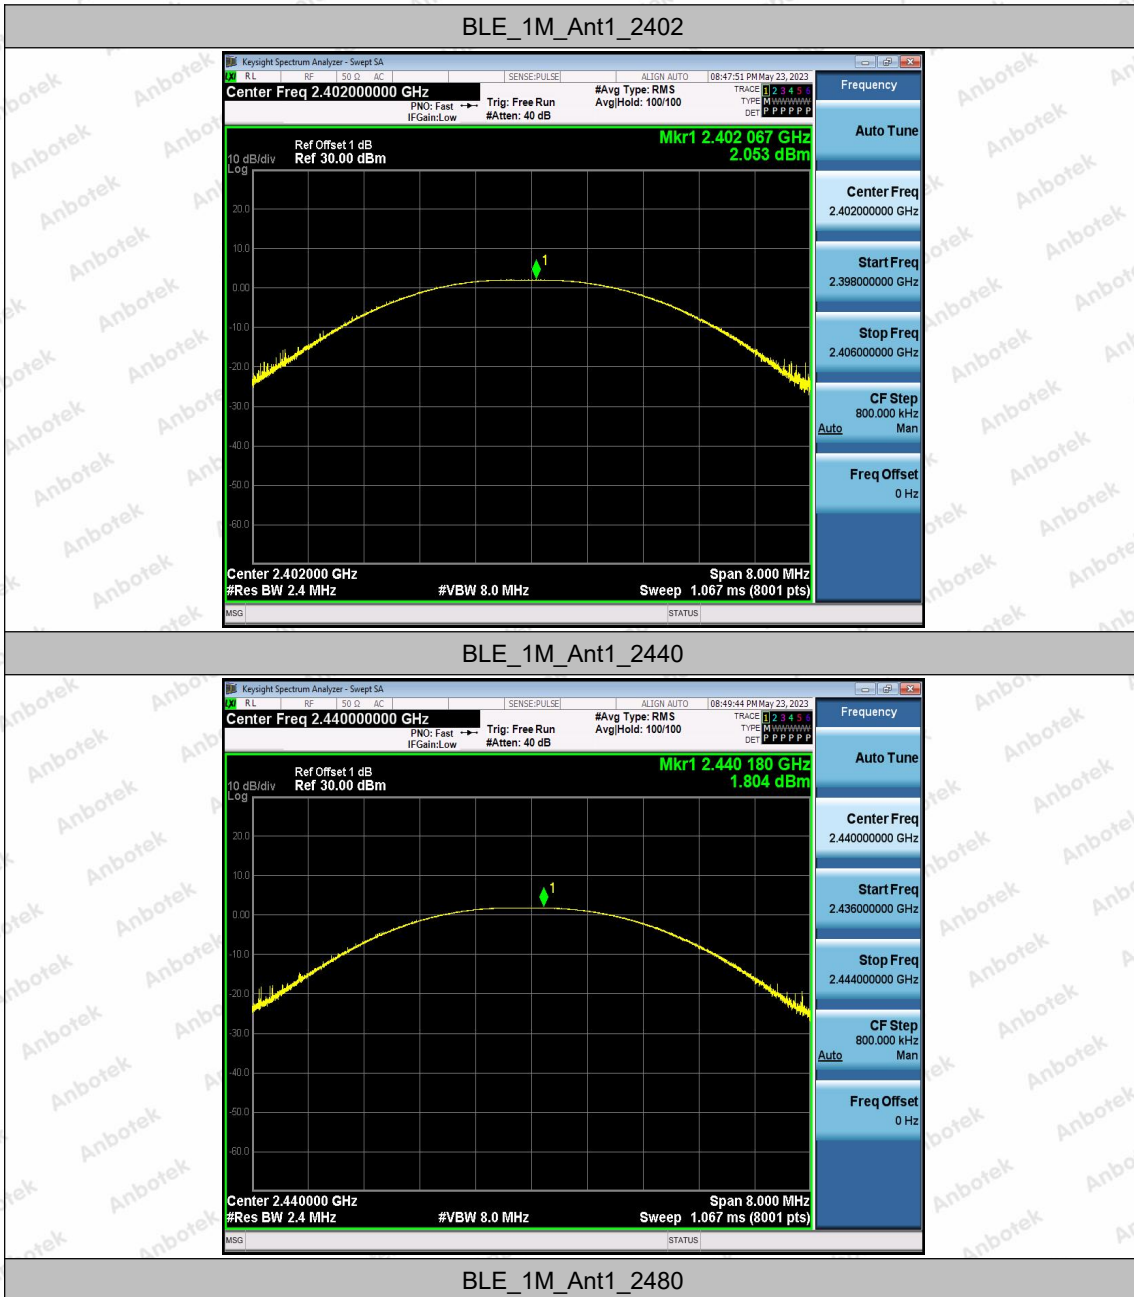 BLE_1M_Ant1_2402
Keysight Spectrum Analyzer - Swept SA
LXI RL RF 50 Ω AC SENSE:PULSE ALIGN AUTO 08:47:51 PM May 23, 2023
Center Freq 2.402000000 GHz
PNO: Fast
IFGain:Low
Trig: Free Run
#Atten: 40 dB
#Avg Type: RMS
Avg|Hold: 100/100
TRACE 1 2 3 4 5 6
TYPE M WWWWW
DET P P P P P P
Frequency
Ref Offset 1 dB
10 dB/div Ref 30.00 dBm
Log
Mkr1 2.402 067 GHz
2.053 dBm
20.0
10.0
0.00
-10.0
-20.0
-30.0
-40.0
-50.0
-60.0
1
Center 2.402000 GHz Span 8.000 MHz
#Res BW 2.4 MHz #VBW 8.0 MHz Sweep 1.067 ms (8001 pts)
MSG STATUS
Auto Tune
Center Freq
2.402000000 GHz
Start Freq
2.398000000 GHz
Stop Freq
2.406000000 GHz
CF Step
800.000 kHz
Auto Man
Freq Offset
0 Hz
BLE_1M_Ant1_2440
Keysight Spectrum Analyzer - Swept SA
LXI RL RF 50 Ω AC SENSE:PULSE ALIGN AUTO 08:49:44 PM May 23, 2023
Center Freq 2.440000000 GHz
PNO: Fast
IFGain:Low
Trig: Free Run
#Atten: 40 dB
#Avg Type: RMS
Avg|Hold: 100/100
TRACE 1 2 3 4 5 6
TYPE M WWWWW
DET P P P P P P
Frequency
Ref Offset 1 dB
10 dB/div Ref 30.00 dBm
Log
Mkr1 2.440 180 GHz
1.804 dBm
20.0
10.0
0.00
-10.0
-20.0
-30.0
-40.0
-50.0
-60.0
1
Center 2.440000 GHz Span 8.000 MHz
#Res BW 2.4 MHz #VBW 8.0 MHz Sweep 1.067 ms (8001 pts)
MSG STATUS
Auto Tune
Center Freq
2.440000000 GHz
Start Freq
2.436000000 GHz
Stop Freq
2.444000000 GHz
CF Step
800.000 kHz
Auto Man
Freq Offset
0 Hz
BLE_1M_Ant1_2480
Anbotek